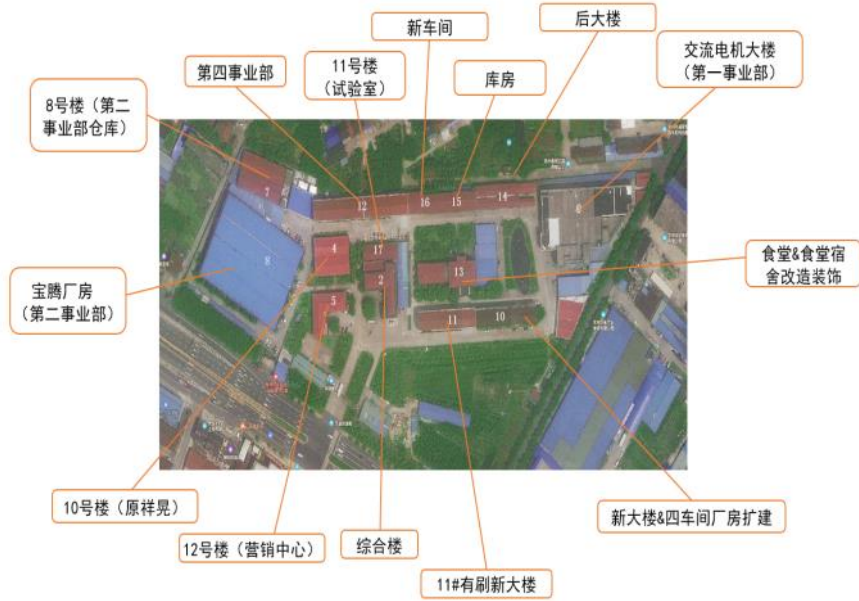 新车间
后大楼
第四事业部
11号楼
（试验室）
库房
交流电机大楼
（第一事业部）
8号楼（第二
事业部仓库）
7
12
16
15
14
6
4
17
8
2
13
5
11
10
食堂&食堂宿
舍改造装饰
宝腾厂房
（第二事业部）
10号楼（原祥晃）
12号楼（营销中心）
综合楼
11#有刷新大楼
新大楼&四车间厂房扩建